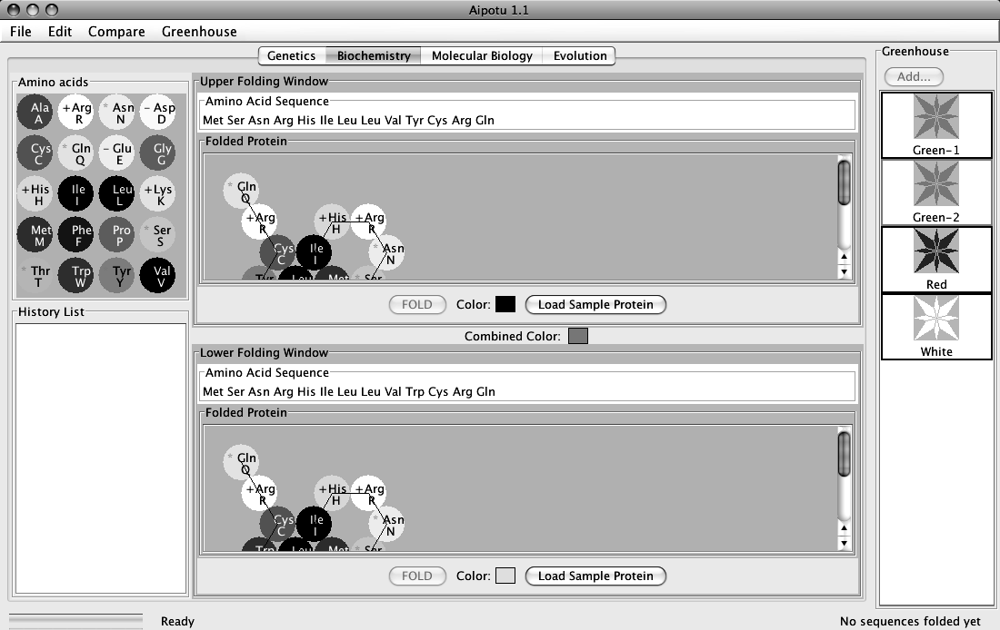 Aipotu 1.1
File Edit Compare Greenhouse
Genetics Biochemistry Molecular Biology Evolution
Amino acids
Ala A +Arg R * Asn N - Asp D
Cys C * Gln Q - Glu E Gly G
+His H Ile I Leu L +Lys K
Met M Phe F Pro P * Ser S
* Thr T Trp W Tyr Y Val V
History List
Upper Folding Window
Amino Acid Sequence
Met Ser Asn Arg His Ile Leu Leu Val Tyr Cys Arg Gln
Folded Protein
* Gln Q
+Arg R +His H +Arg R
Cys C Ile I * Asn N
Tyr Leu Met * Ser
FOLD Color: Load Sample Protein
Combined Color:
Lower Folding Window
Amino Acid Sequence
Met Ser Asn Arg His Ile Leu Leu Val Trp Cys Arg Gln
Folded Protein
* Gln Q
+Arg R +His H +Arg R
Cys C Ile I * Asn N
Trp Leu Met * Ser
FOLD Color: Load Sample Protein
Greenhouse
Add...
Green-1
Green-2
Red
White
Ready
No sequences folded yet